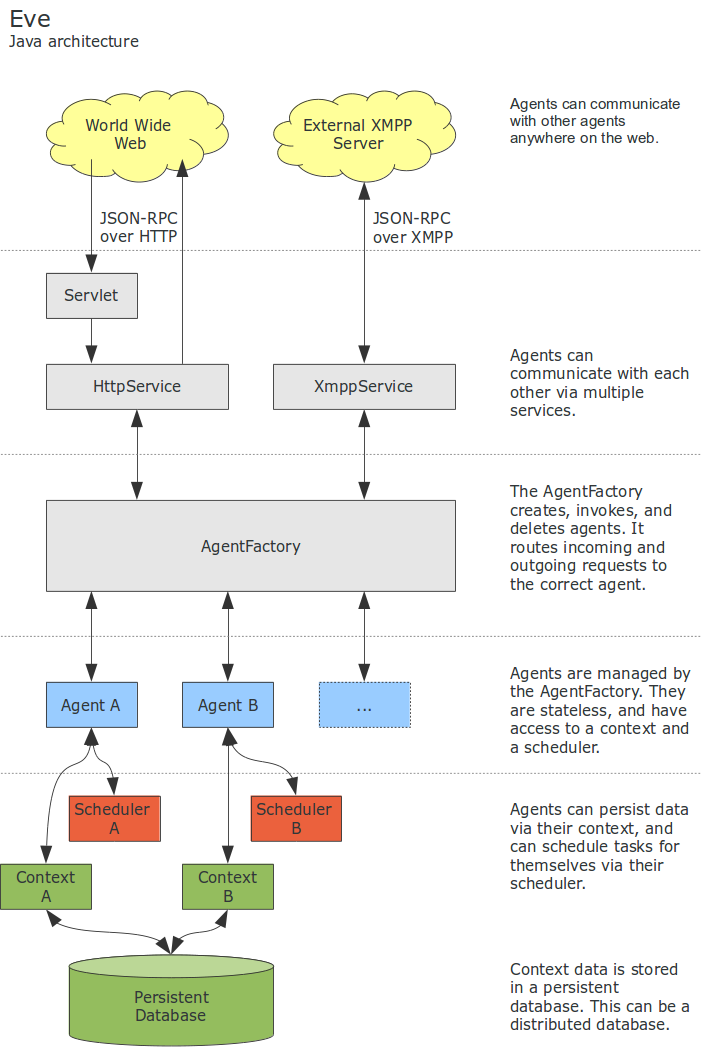 Eve
Java architecture
World Wide
Web
External XMPP
Server
Agents can communicate
with other agents
anywhere on the web.
JSON-RPC
over HTTP
JSON-RPC
over XMPP
Servlet
HttpService
XmppService
Agents can
communicate with each
other via multiple
services.
AgentFactory
The AgentFactory
creates, invokes, and
deletes agents. It
routes incoming and
outgoing requests to
the correct agent.
Agent A
Agent B
...
Agents are managed by
the AgentFactory. They
are stateless, and have
access to a context and
a scheduler.
Scheduler
A
Scheduler
B
Context
A
Context
B
Agents can persist data
via their context, and
can schedule tasks for
themselves via their
scheduler.
Persistent
Database
Context data is stored
in a persistent
database. This can be a
distributed database.